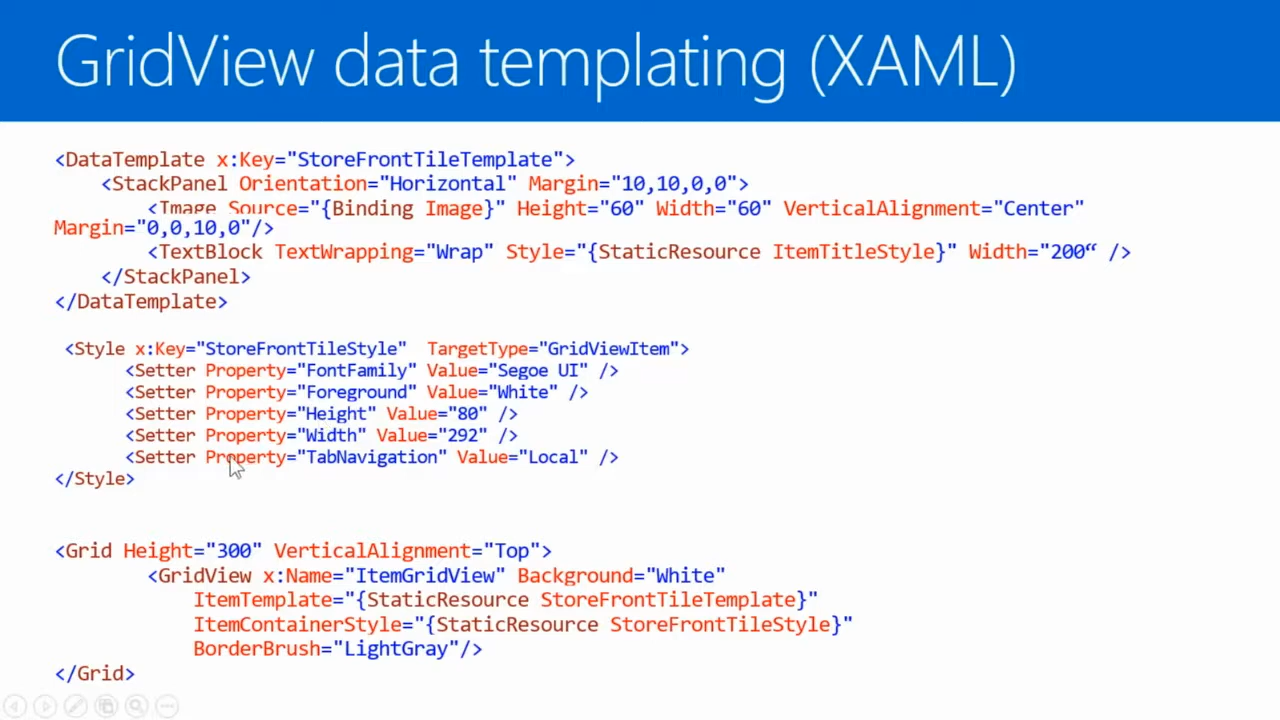 GridView data templating (XAML)
<DataTemplate x:Key="StoreFrontTileTemplate">
<StackPanel Orientation="Horizontal" Margin="10,10,0,0">
<Image Source="{Binding Image}" Height="60" Width="60" VerticalAlignment="Center"
Margin="0,0,10,0"/>
<TextBlock TextWrapping="Wrap" Style="{StaticResource ItemTitleStyle}" Width="200“ />
</StackPanel>
</DataTemplate>
<Style x:Key="StoreFrontTileStyle" TargetType="GridViewItem">
<Setter Property="FontFamily" Value="Segoe UI" />
<Setter Property="Foreground" Value="White" />
<Setter Property="Height" Value="80" />
<Setter Property="Width" Value="292" />
<Setter Property="TabNavigation" Value="Local" />
</Style>
<Grid Height="300" VerticalAlignment="Top">
<GridView x:Name="ItemGridView" Background="White"
ItemTemplate="{StaticResource StoreFrontTileTemplate}"
ItemContainerStyle="{StaticResource StoreFrontTileStyle}"
BorderBrush="LightGray"/>
</Grid>